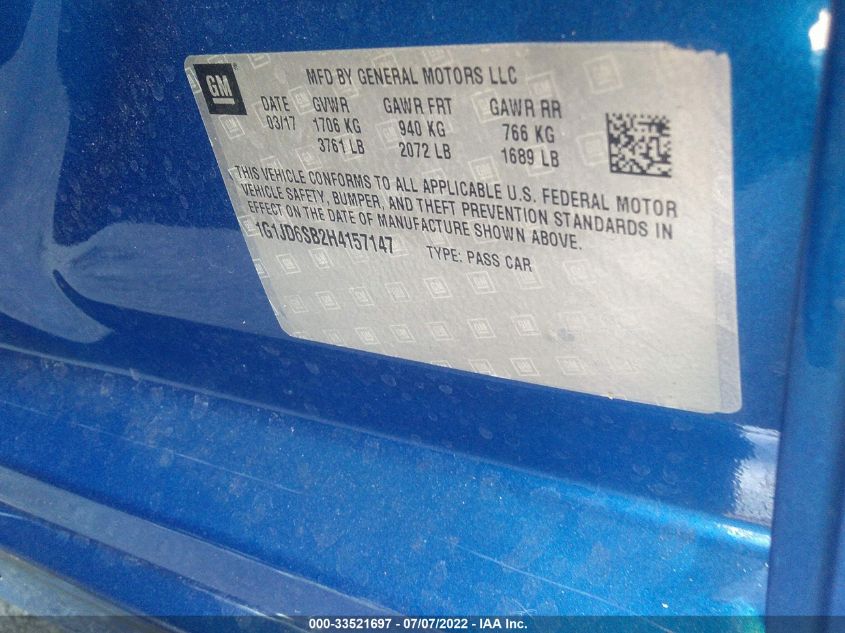 GM
MFD BY GENERAL MOTORS LLC
DATE GVWR GAWR FRT GAWR RR
03/17 1706 KG 940 KG 766 KG
3761 LB 2072 LB 1689 LB
THIS VEHICLE CONFORMS TO ALL APPLICABLE U.S. FEDERAL MOTOR
VEHICLE SAFETY, BUMPER, AND THEFT PREVENTION STANDARDS IN
EFFECT ON THE DATE OF MANUFACTURE SHOWN ABOVE.
1G1JD6SB2H4157147 TYPE: PASS CAR
000-33521697 - 07/07/2022 - IAA Inc.